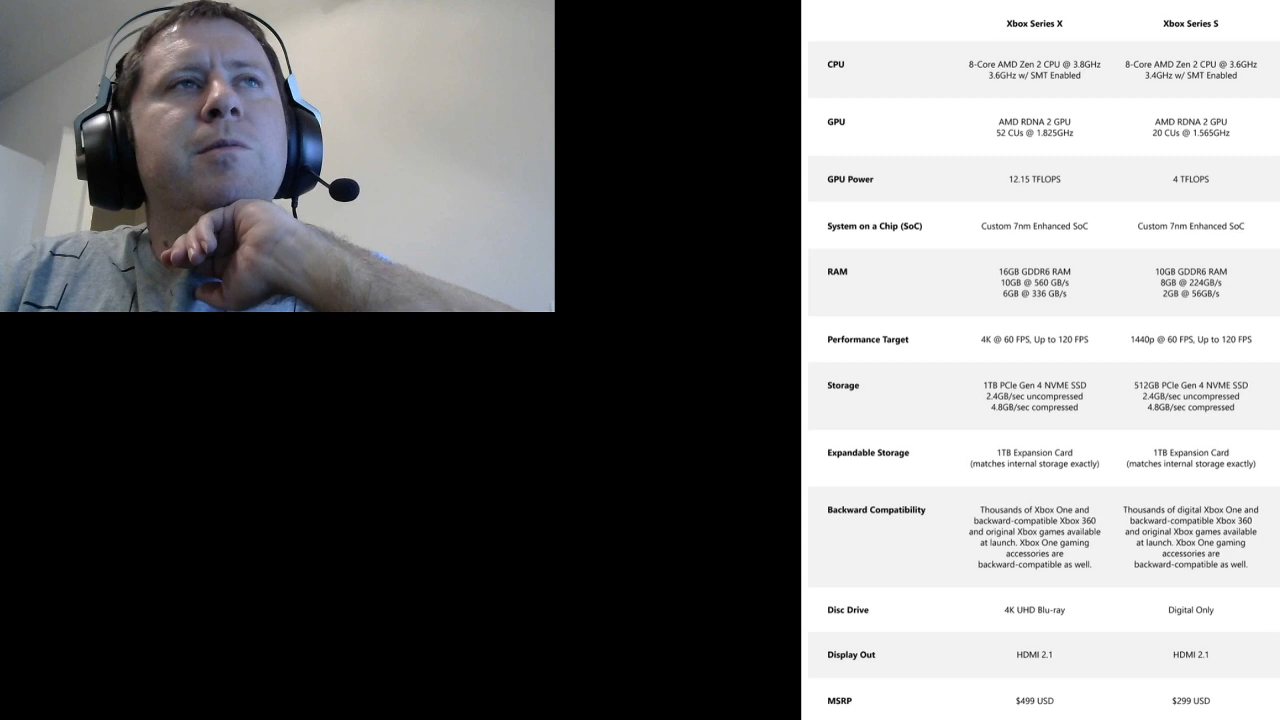 Xbox Series X Xbox Series S
CPU 8-Core AMD Zen 2 CPU @ 3.8GHz 8-Core AMD Zen 2 CPU @ 3.6GHz
3.6GHz w/ SMT Enabled 3.4GHz w/ SMT Enabled
GPU AMD RDNA 2 GPU AMD RDNA 2 GPU
52 CUs @ 1.825GHz 20 CUs @ 1.565GHz
GPU Power 12.15 TFLOPS 4 TFLOPS
System on a Chip (SoC) Custom 7nm Enhanced SoC Custom 7nm Enhanced SoC
RAM 16GB GDDR6 RAM 10GB GDDR6 RAM
10GB @ 560 GB/s 8GB @ 224GB/s
6GB @ 336 GB/s 2GB @ 56GB/s
Performance Target 4K @ 60 FPS, Up to 120 FPS 1440p @ 60 FPS, Up to 120 FPS
Storage 1TB PCIe Gen 4 NVME SSD 512GB PCIe Gen 4 NVME SSD
2.4GB/sec uncompressed 2.4GB/sec uncompressed
4.8GB/sec compressed 4.8GB/sec compressed
Expandable Storage 1TB Expansion Card 1TB Expansion Card
(matches internal storage exactly) (matches internal storage exactly)
Backward Compatibility Thousands of Xbox One and Thousands of digital Xbox One and
backward-compatible Xbox 360 backward-compatible Xbox 360
and original Xbox games available and original Xbox games available
at launch. Xbox One gaming at launch. Xbox One gaming
accessories are accessories are
backward-compatible as well. backward-compatible as well.
Disc Drive 4K UHD Blu-ray Digital Only
Display Out HDMI 2.1 HDMI 2.1
MSRP $499 USD $299 USD